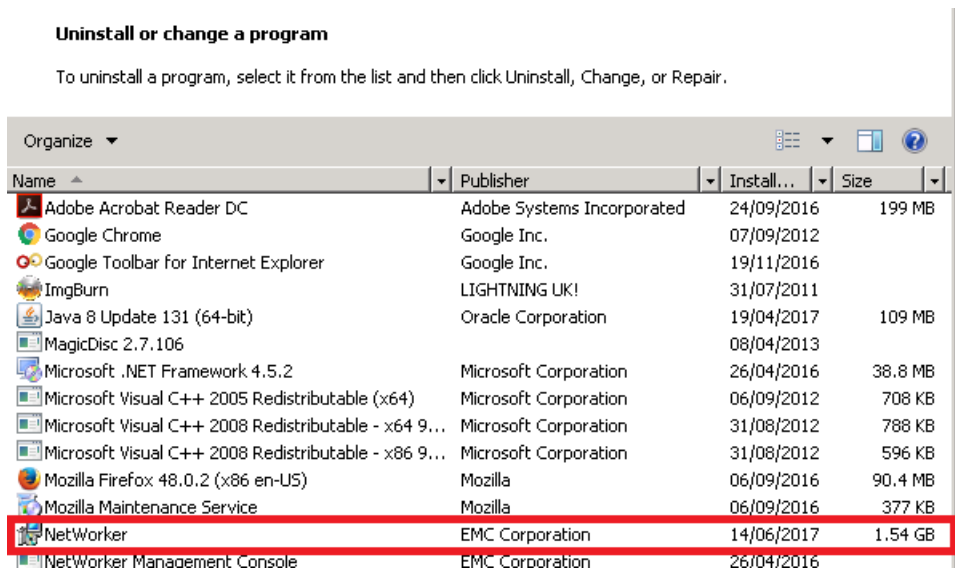 Uninstall or change a program
To uninstall a program, select it from the list and then click Uninstall, Change, or Repair.
Organize
Name Publisher Install... Size
Adobe Acrobat Reader DC Adobe Systems Incorporated 24/09/2016 199 MB
Google Chrome Google Inc. 07/09/2012
Google Toolbar for Internet Explorer Google Inc. 19/11/2016
ImgBurn LIGHTNING UK! 31/07/2011
Java 8 Update 131 (64-bit) Oracle Corporation 19/04/2017 109 MB
MagicDisc 2.7.106 08/04/2013
Microsoft .NET Framework 4.5.2 Microsoft Corporation 26/04/2016 38.8 MB
Microsoft Visual C++ 2005 Redistributable (x64) Microsoft Corporation 06/09/2012 708 KB
Microsoft Visual C++ 2008 Redistributable - x64 9... Microsoft Corporation 31/08/2012 788 KB
Microsoft Visual C++ 2008 Redistributable - x86 9... Microsoft Corporation 31/08/2012 596 KB
Mozilla Firefox 48.0.2 (x86 en-US) Mozilla 06/09/2016 90.4 MB
Mozilla Maintenance Service Mozilla 06/09/2016 377 KB
NetWorker EMC Corporation 14/06/2017 1.54 GB
NetWorker Management Console EMC Corporation 26/04/2016